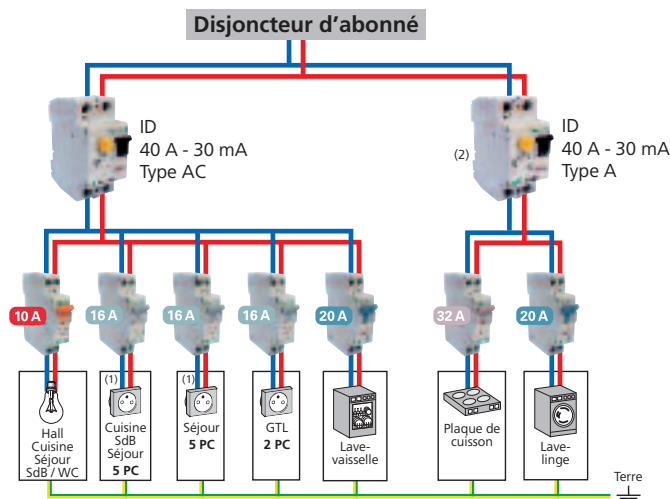 Disjoncteur d'abonné
ID
40 A - 30 mA
Type AC
(2)
ID
40 A - 30 mA
Type A
10 A
16 A
16 A
16 A
20 A
32 A
20 A
Hall
Cuisine
Séjour
SdB / WC
(1)
Cuisine
SdB
Séjour
5 PC
(1)
Séjour
5 PC
GTL
2 PC
Lave-
vaisselle
Plaque de
cuisson
Lave-
linge
Terre